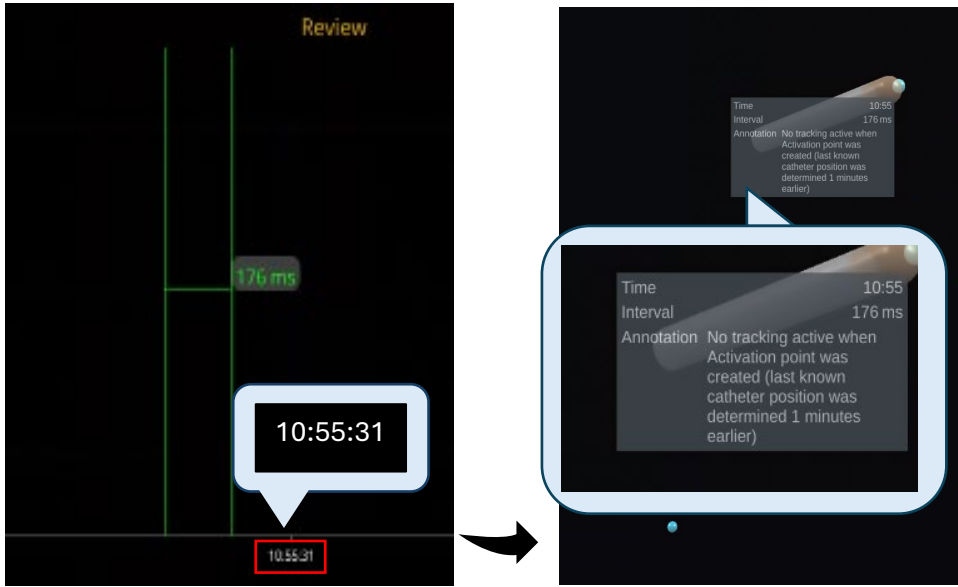 Review
176 ms
10:55:31
10:55:31
Time 10:55
Interval 176 ms
Annotation No tracking active when
Activation point was
created (last known
catheter position was
determined 1 minutes
earlier)
Time 10:55
Interval 176 ms
Annotation No tracking active when
Activation point was
created (last known
catheter position was
determined 1 minutes
earlier)